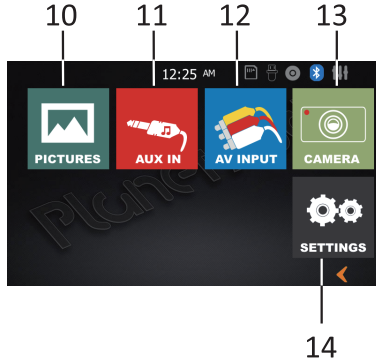 10 11 12 13
12:25 AM
PICTURES AUX IN AV INPUT CAMERA
SETTINGS
14